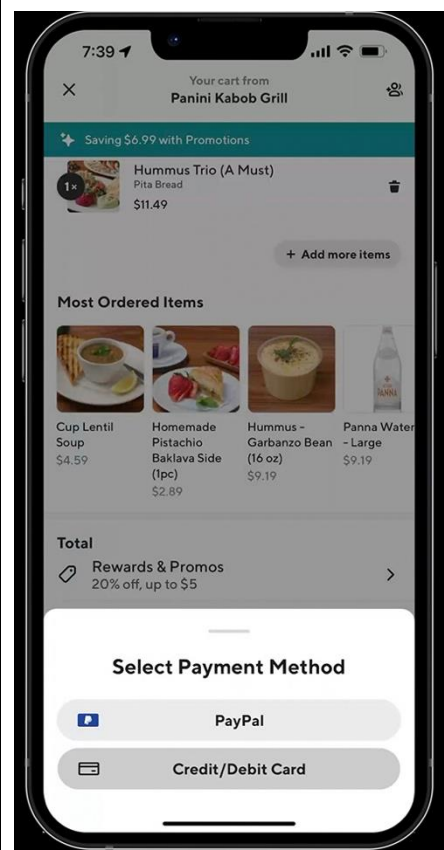 7:39
Your cart from
Panini Kabob Grill
Saving $6.99 with Promotions
1×
Hummus Trio (A Must)
Pita Bread
$11.49
+ Add more items
Most Ordered Items
Cup Lentil
Soup
$4.59
Homemade
Pistachio
Baklava Side
(1pc)
$2.89
Hummus -
Garbanzo Bean
(16 oz)
$9.19
PANNA
Panna Water
- Large
$9.19
Total
Rewards & Promos
20% off, up to $5
Select Payment Method
PayPal
Credit/Debit Card